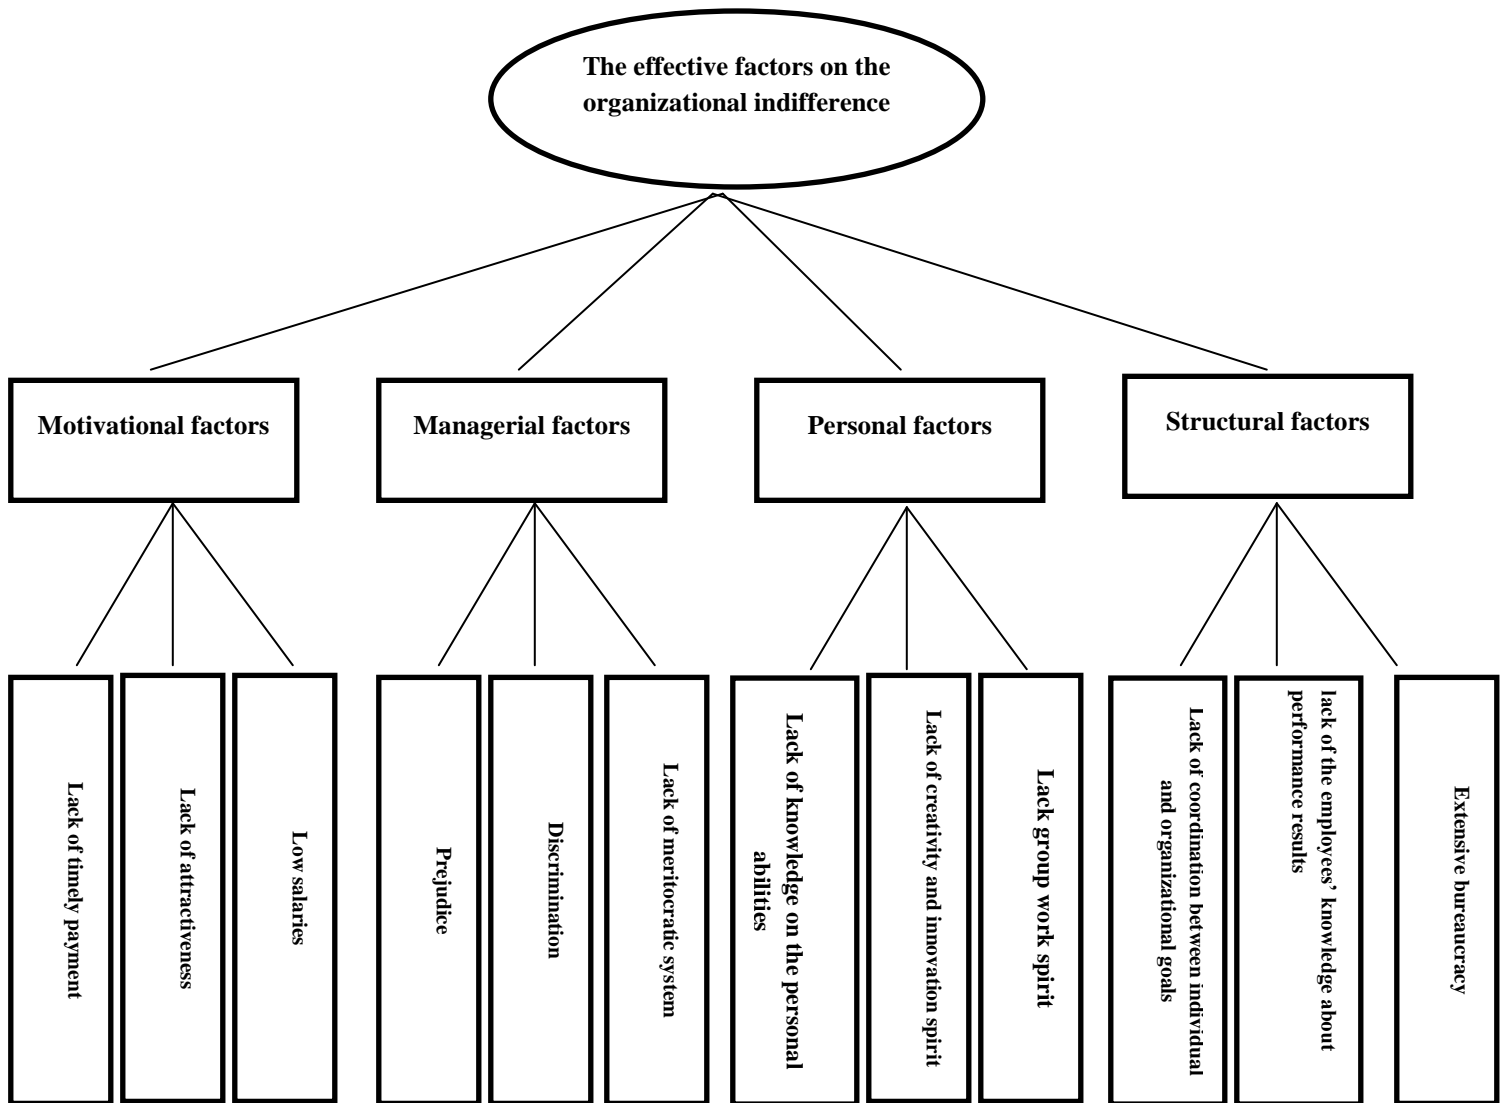 The effective factors on the
organizational indifference
Motivational factors
Managerial factors
Personal factors
Structural factors
Lack of timely payment
Lack of attractiveness
Low salaries
Prejudice
Discrimination
Lack of meritocratic system
Lack of knowledge on the personal
abilities
Lack of creativity and innovation spirit
Lack group work spirit
Lack of coordination between individual
and organizational goals
lack of the employees’ knowledge about
performance results
Extensive bureaucracy